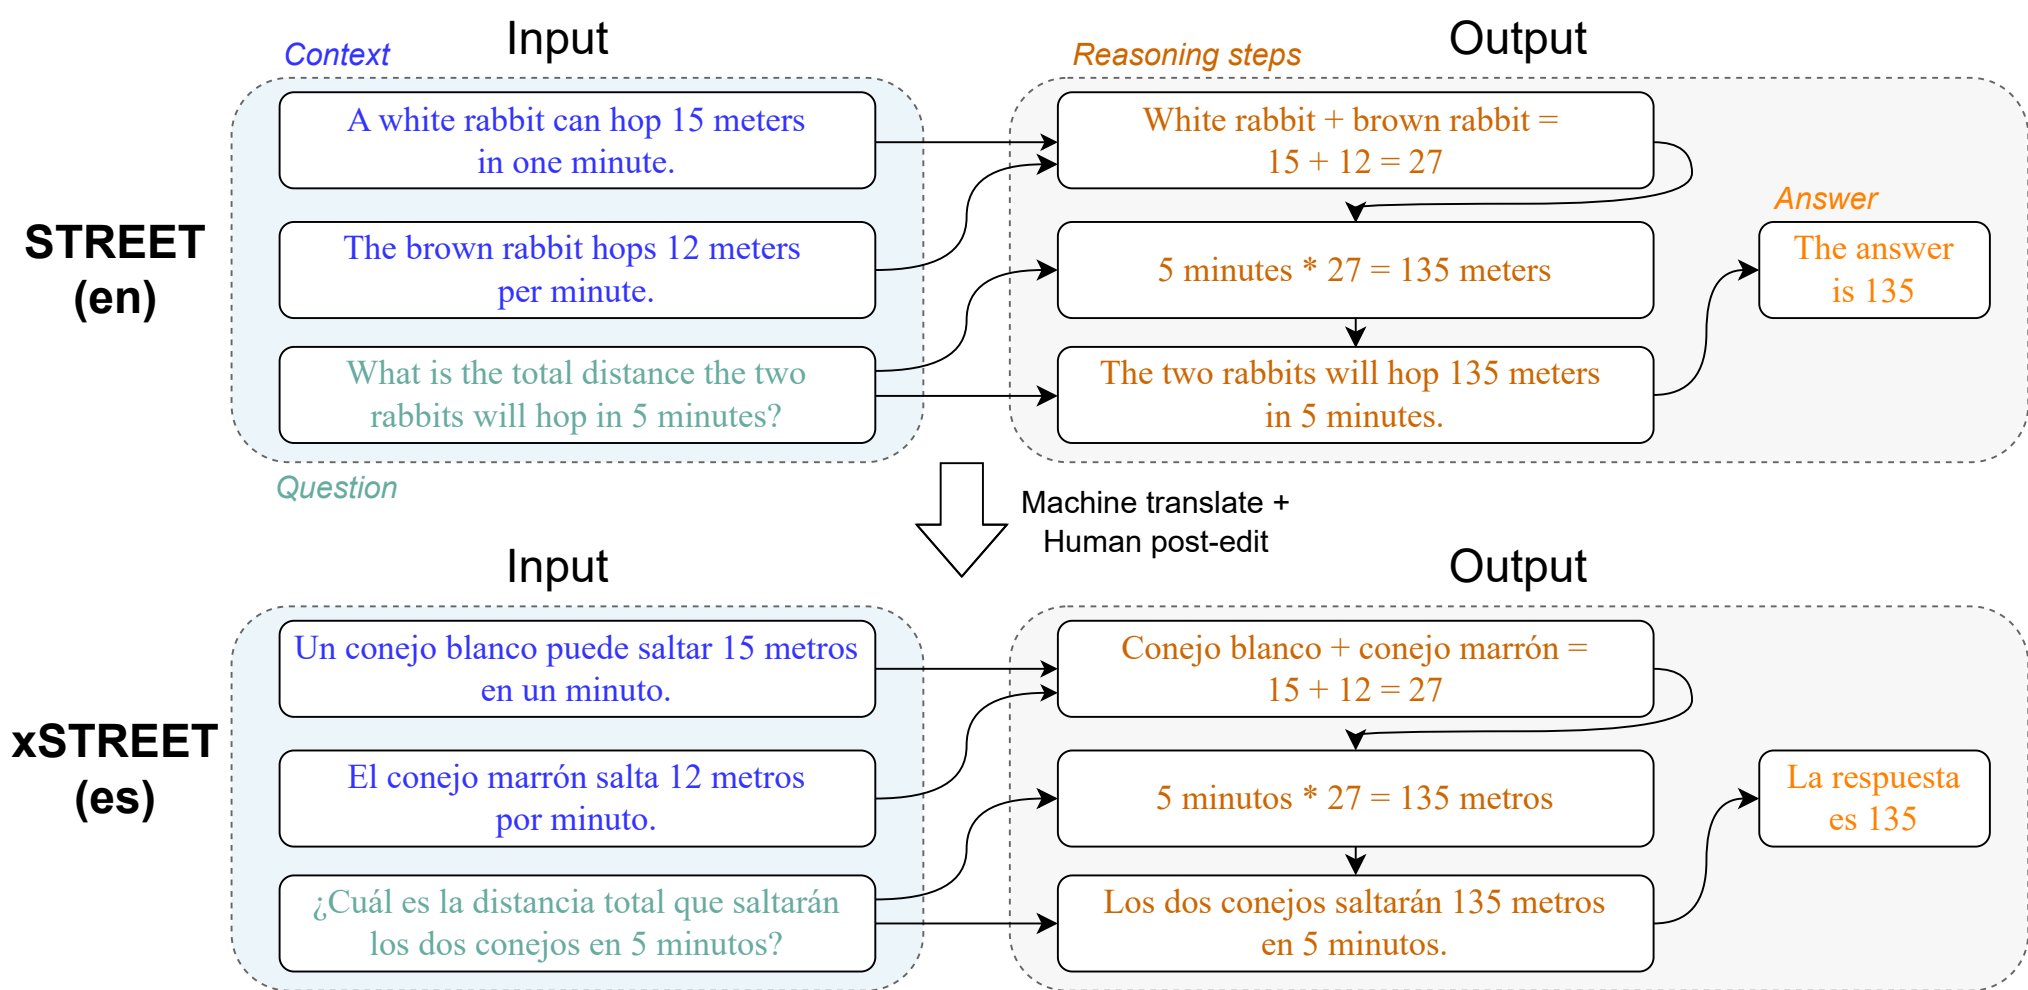 Input
Output
Context
Reasoning steps
A white rabbit can hop 15 meters
in one minute.
White rabbit + brown rabbit =
15 + 12 = 27
STREET
(en)
The brown rabbit hops 12 meters
per minute.
5 minutes * 27 = 135 meters
Answer
The answer
is 135
What is the total distance the two
rabbits will hop in 5 minutes?
The two rabbits will hop 135 meters
in 5 minutes.
Question
Machine translate +
Human post-edit
Input
Output
Un conejo blanco puede saltar 15 metros
en un minuto.
Conejo blanco + conejo marrón =
15 + 12 = 27
xSTREET
(es)
El conejo marrón salta 12 metros
por minuto.
5 minutos * 27 = 135 metros
La respuesta
es 135
¿Cuál es la distancia total que saltarán
los dos conejos en 5 minutos?
Los dos conejos saltarán 135 metros
en 5 minutos.